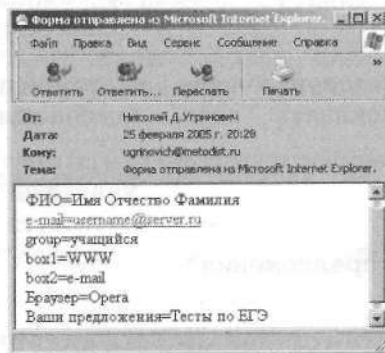 Форма отправлена из Microsoft Internet Explorer.
Файл Правка Вид Сервис Сообщение Справка
Ответить Ответить... Переслать Печать
От: Николай Д.Угринович
Дата: 25 февраля 2005 г. 20:28
Кому: ugrinovich@metodist.ru
Тема: Форма отправлена из Microsoft Internet Explorer.
ФИО=Имя Отчество Фамилия
e-mail=username@server.ru
group=учащийся
box1=WWW
box2=e-mail
Браузер=Opera
Ваши предложения=Тесты по ЕГЭ